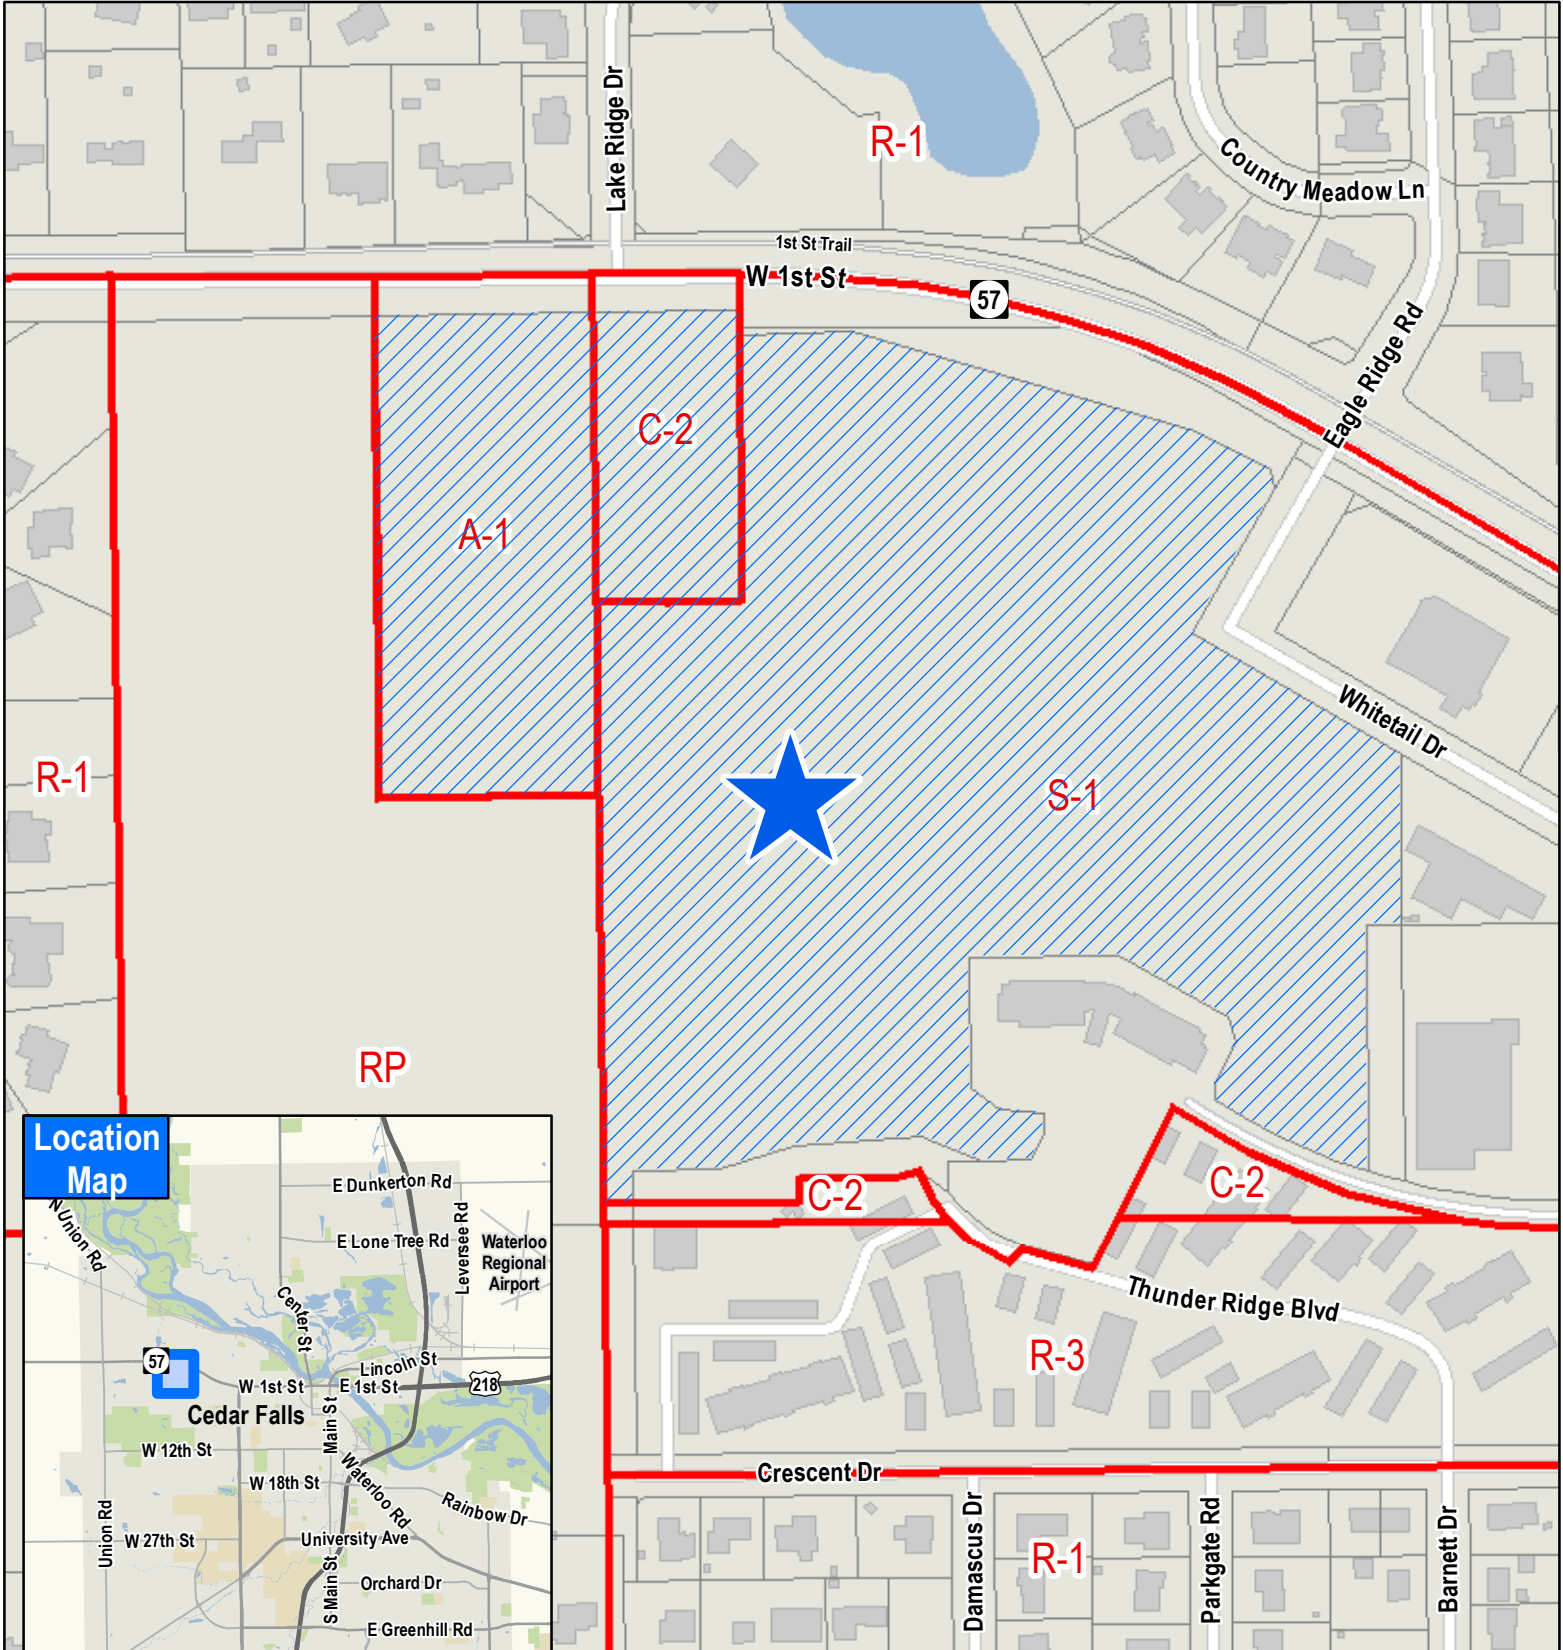 Lake Ridge Dr
R-1
Country Meadow Ln
1st St Trail
W 1st St
57
Eagle Ridge Rd
C-2
A-1
Whitetail Dr
R-1
S-1
RP
C-2
C-2
Thunder Ridge Blvd
R-3
Crescent Dr
Damascus Dr
R-1
Parkgate Rd
Barnett Dr
Location
Map
N Union Rd
E Dunkerton Rd
Leversee Rd
E Lone Tree Rd
Waterloo
Regional
Airport
Center St
57
Lincoln St
W 1st St
E 1st St
218
Cedar Falls
Main St
W 12th St
W 18th St
Waterloo Rd
Rainbow Dr
Union Rd
W 27th St
University Ave
S Main St
Orchard Dr
E Greenhill Rd